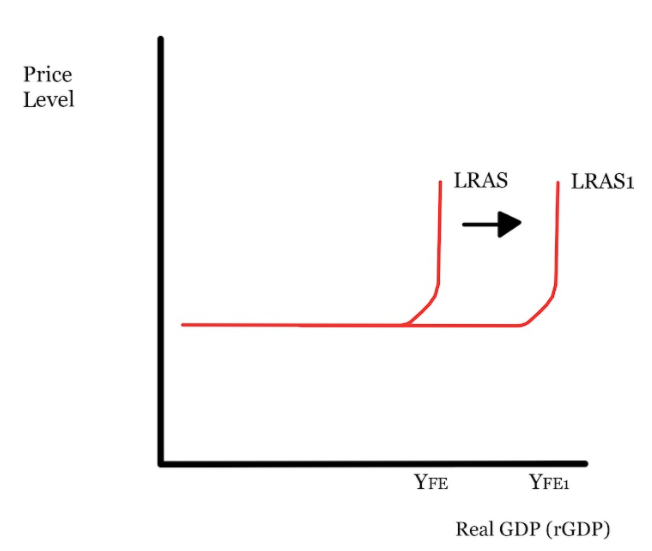 Price
Level
LRAS
LRAS1
YFE
YFE1
Real GDP (rGDP)